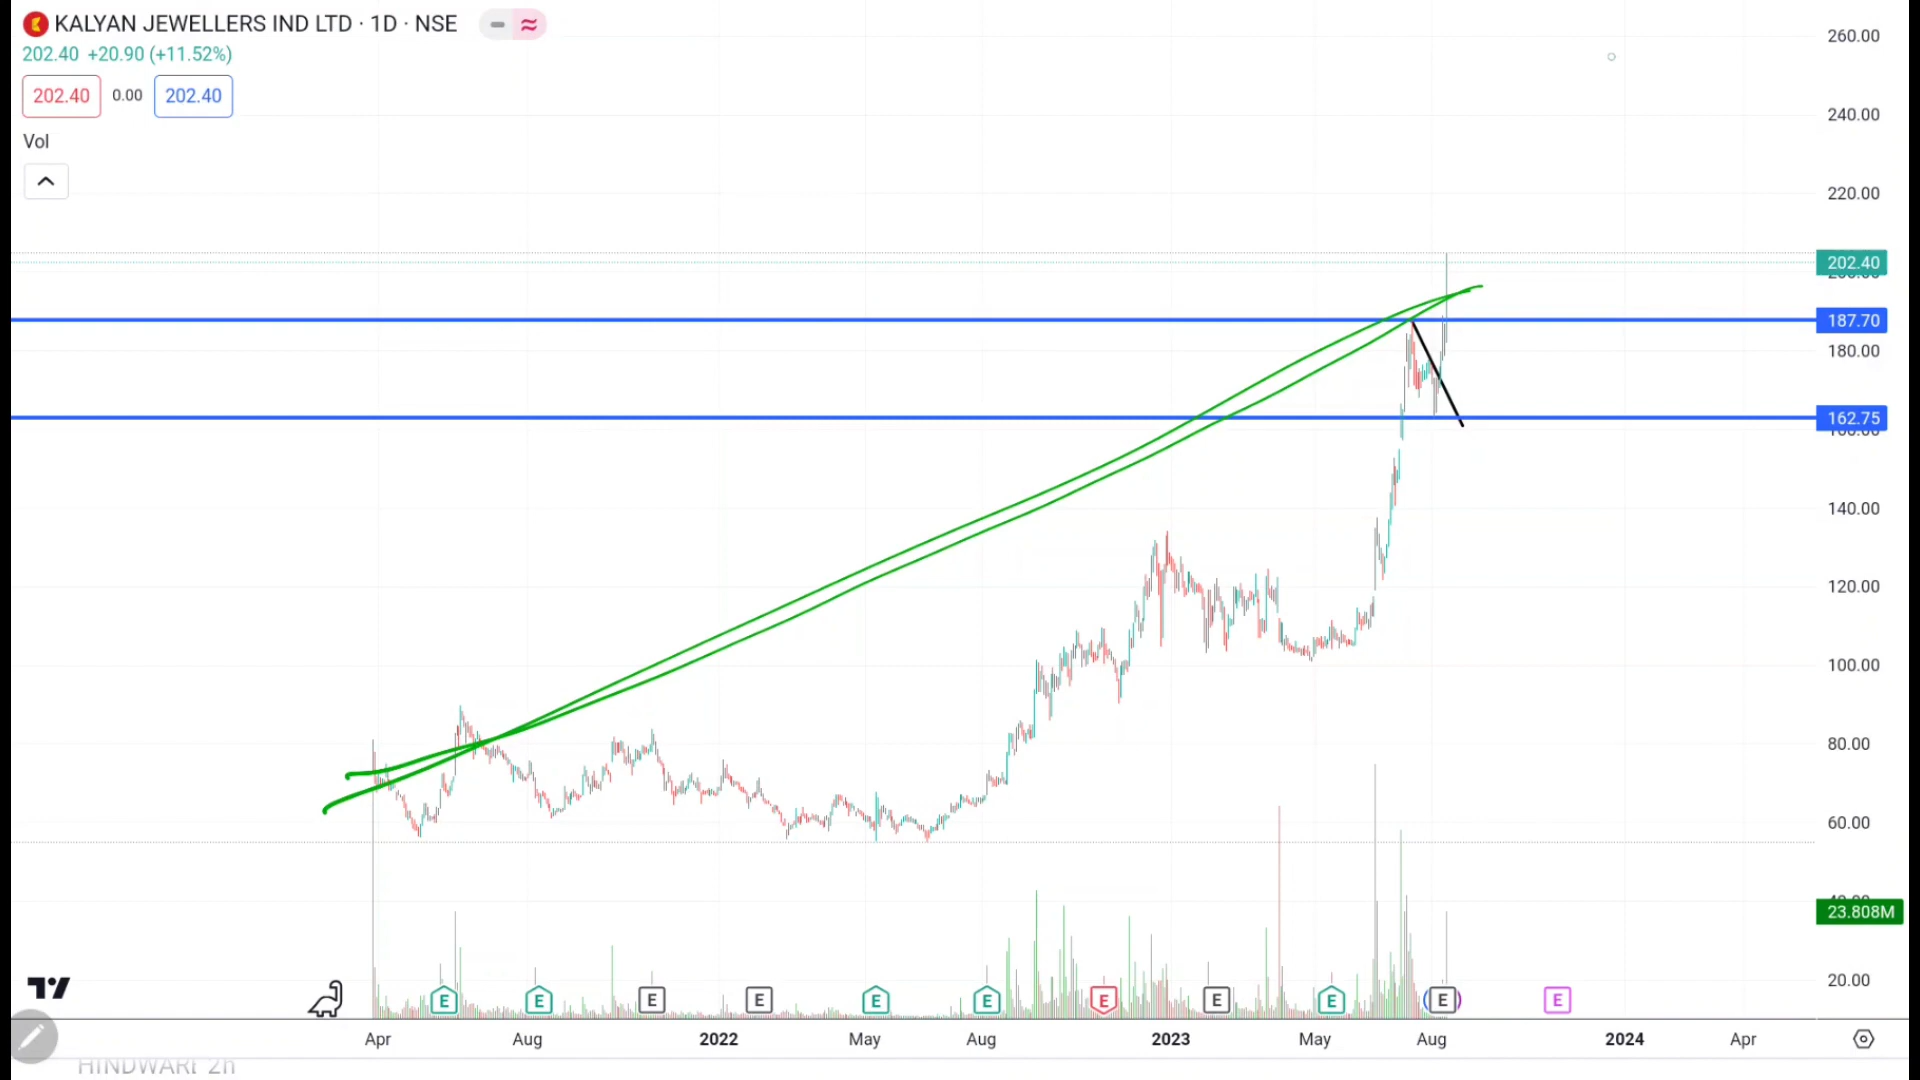 KALYAN JEWELLERS IND LTD · 1D · NSE
202.40 +20.90 (+11.52%)
202.40 0.00 202.40
Vol
260.00
240.00
220.00
202.40
187.70
180.00
162.75
140.00
120.00
100.00
80.00
60.00
23.808M
20.00
E E E E E E E E E E E
Apr Aug 2022 May Aug 2023 May Aug 2024 Apr
2h